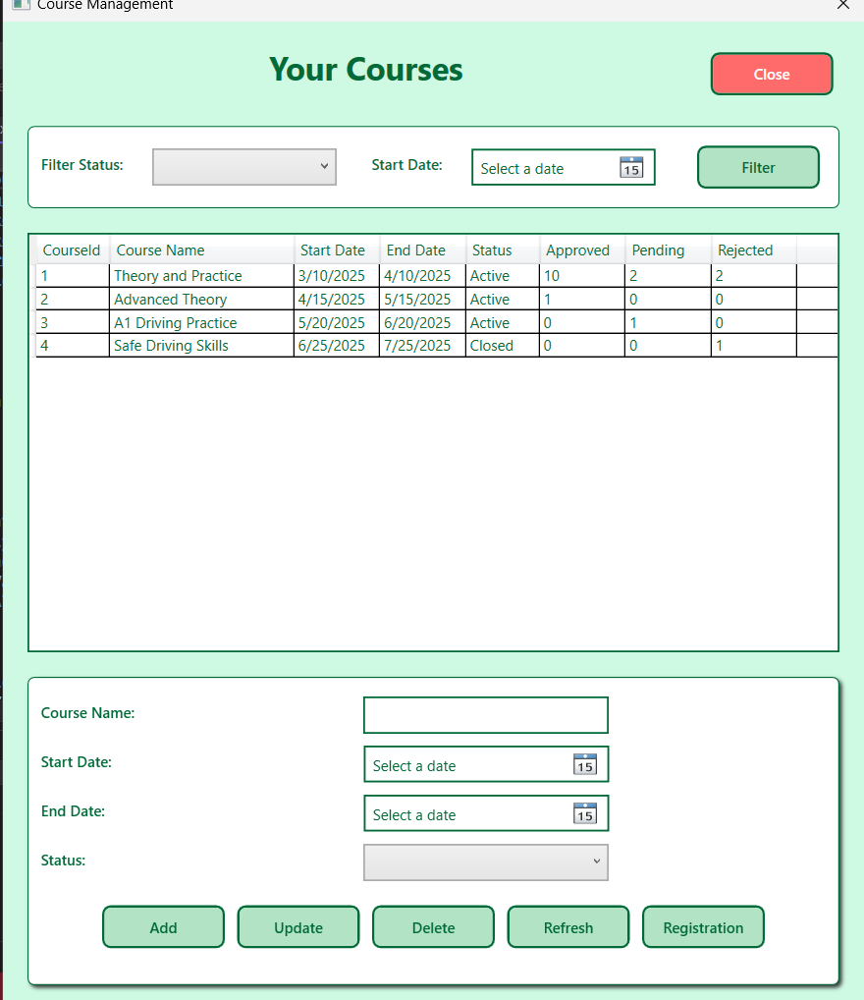 Course Management
Your Courses
Close
Filter Status:
Start Date:
Select a date
15
Filter
CourseId Course Name Start Date End Date Status Approved Pending Rejected
1 Theory and Practice 3/10/2025 4/10/2025 Active 10 2 2
2 Advanced Theory 4/15/2025 5/15/2025 Active 1 0 0
3 A1 Driving Practice 5/20/2025 6/20/2025 Active 0 1 0
4 Safe Driving Skills 6/25/2025 7/25/2025 Closed 0 0 1
Course Name:
Start Date:
Select a date
15
End Date:
Select a date
15
Status:
Add
Update
Delete
Refresh
Registration